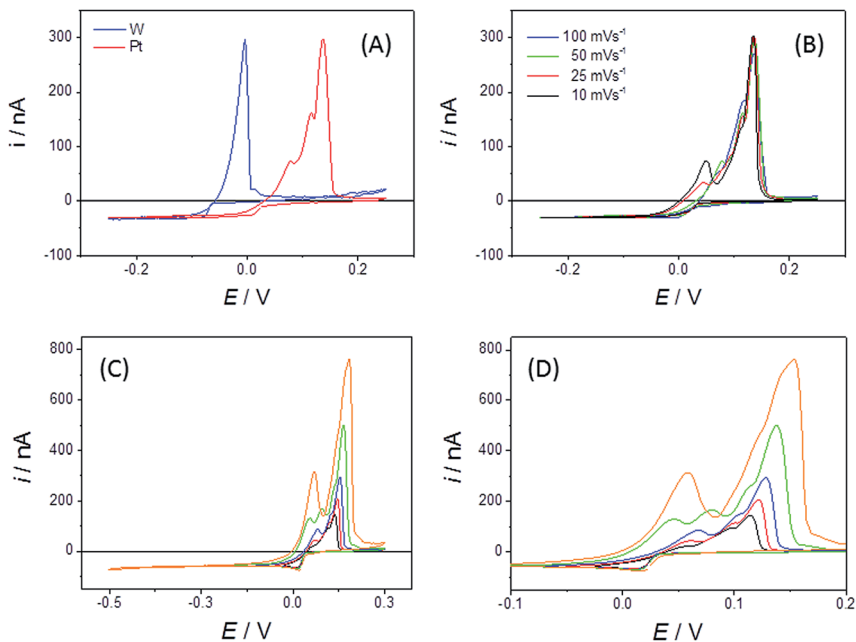 W
Pt
(A)
300
200
100
0
-100
i / nA
-0.2
0.0
0.2
E / V
100 mVs⁻¹
50 mVs⁻¹
25 mVs⁻¹
10 mVs⁻¹
(B)
300
200
100
0
-100
i / nA
-0.2
0.0
0.2
E / V
(C)
800
600
400
200
0
i / nA
-0.5
-0.3
0.0
0.3
E / V
(D)
800
600
400
200
0
i / nA
-0.1
0.0
0.1
0.2
E / V